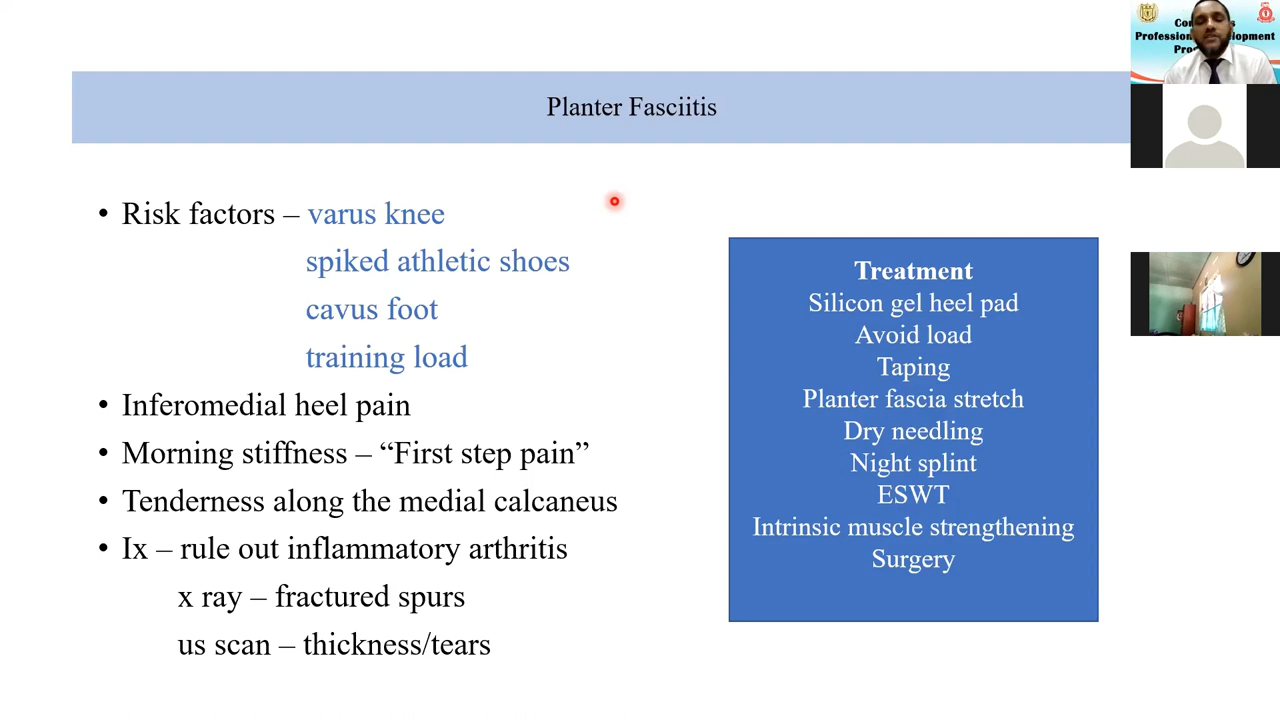 Planter Fasciitis
• Risk factors – varus knee
spiked athletic shoes
cavus foot
training load
• Inferomedial heel pain
• Morning stiffness – “First step pain”
• Tenderness along the medial calcaneus
• Ix – rule out inflammatory arthritis
x ray – fractured spurs
us scan – thickness/tears
Treatment
Silicon gel heel pad
Avoid load
Taping
Planter fascia stretch
Dry needling
Night splint
ESWT
Intrinsic muscle strengthening
Surgery